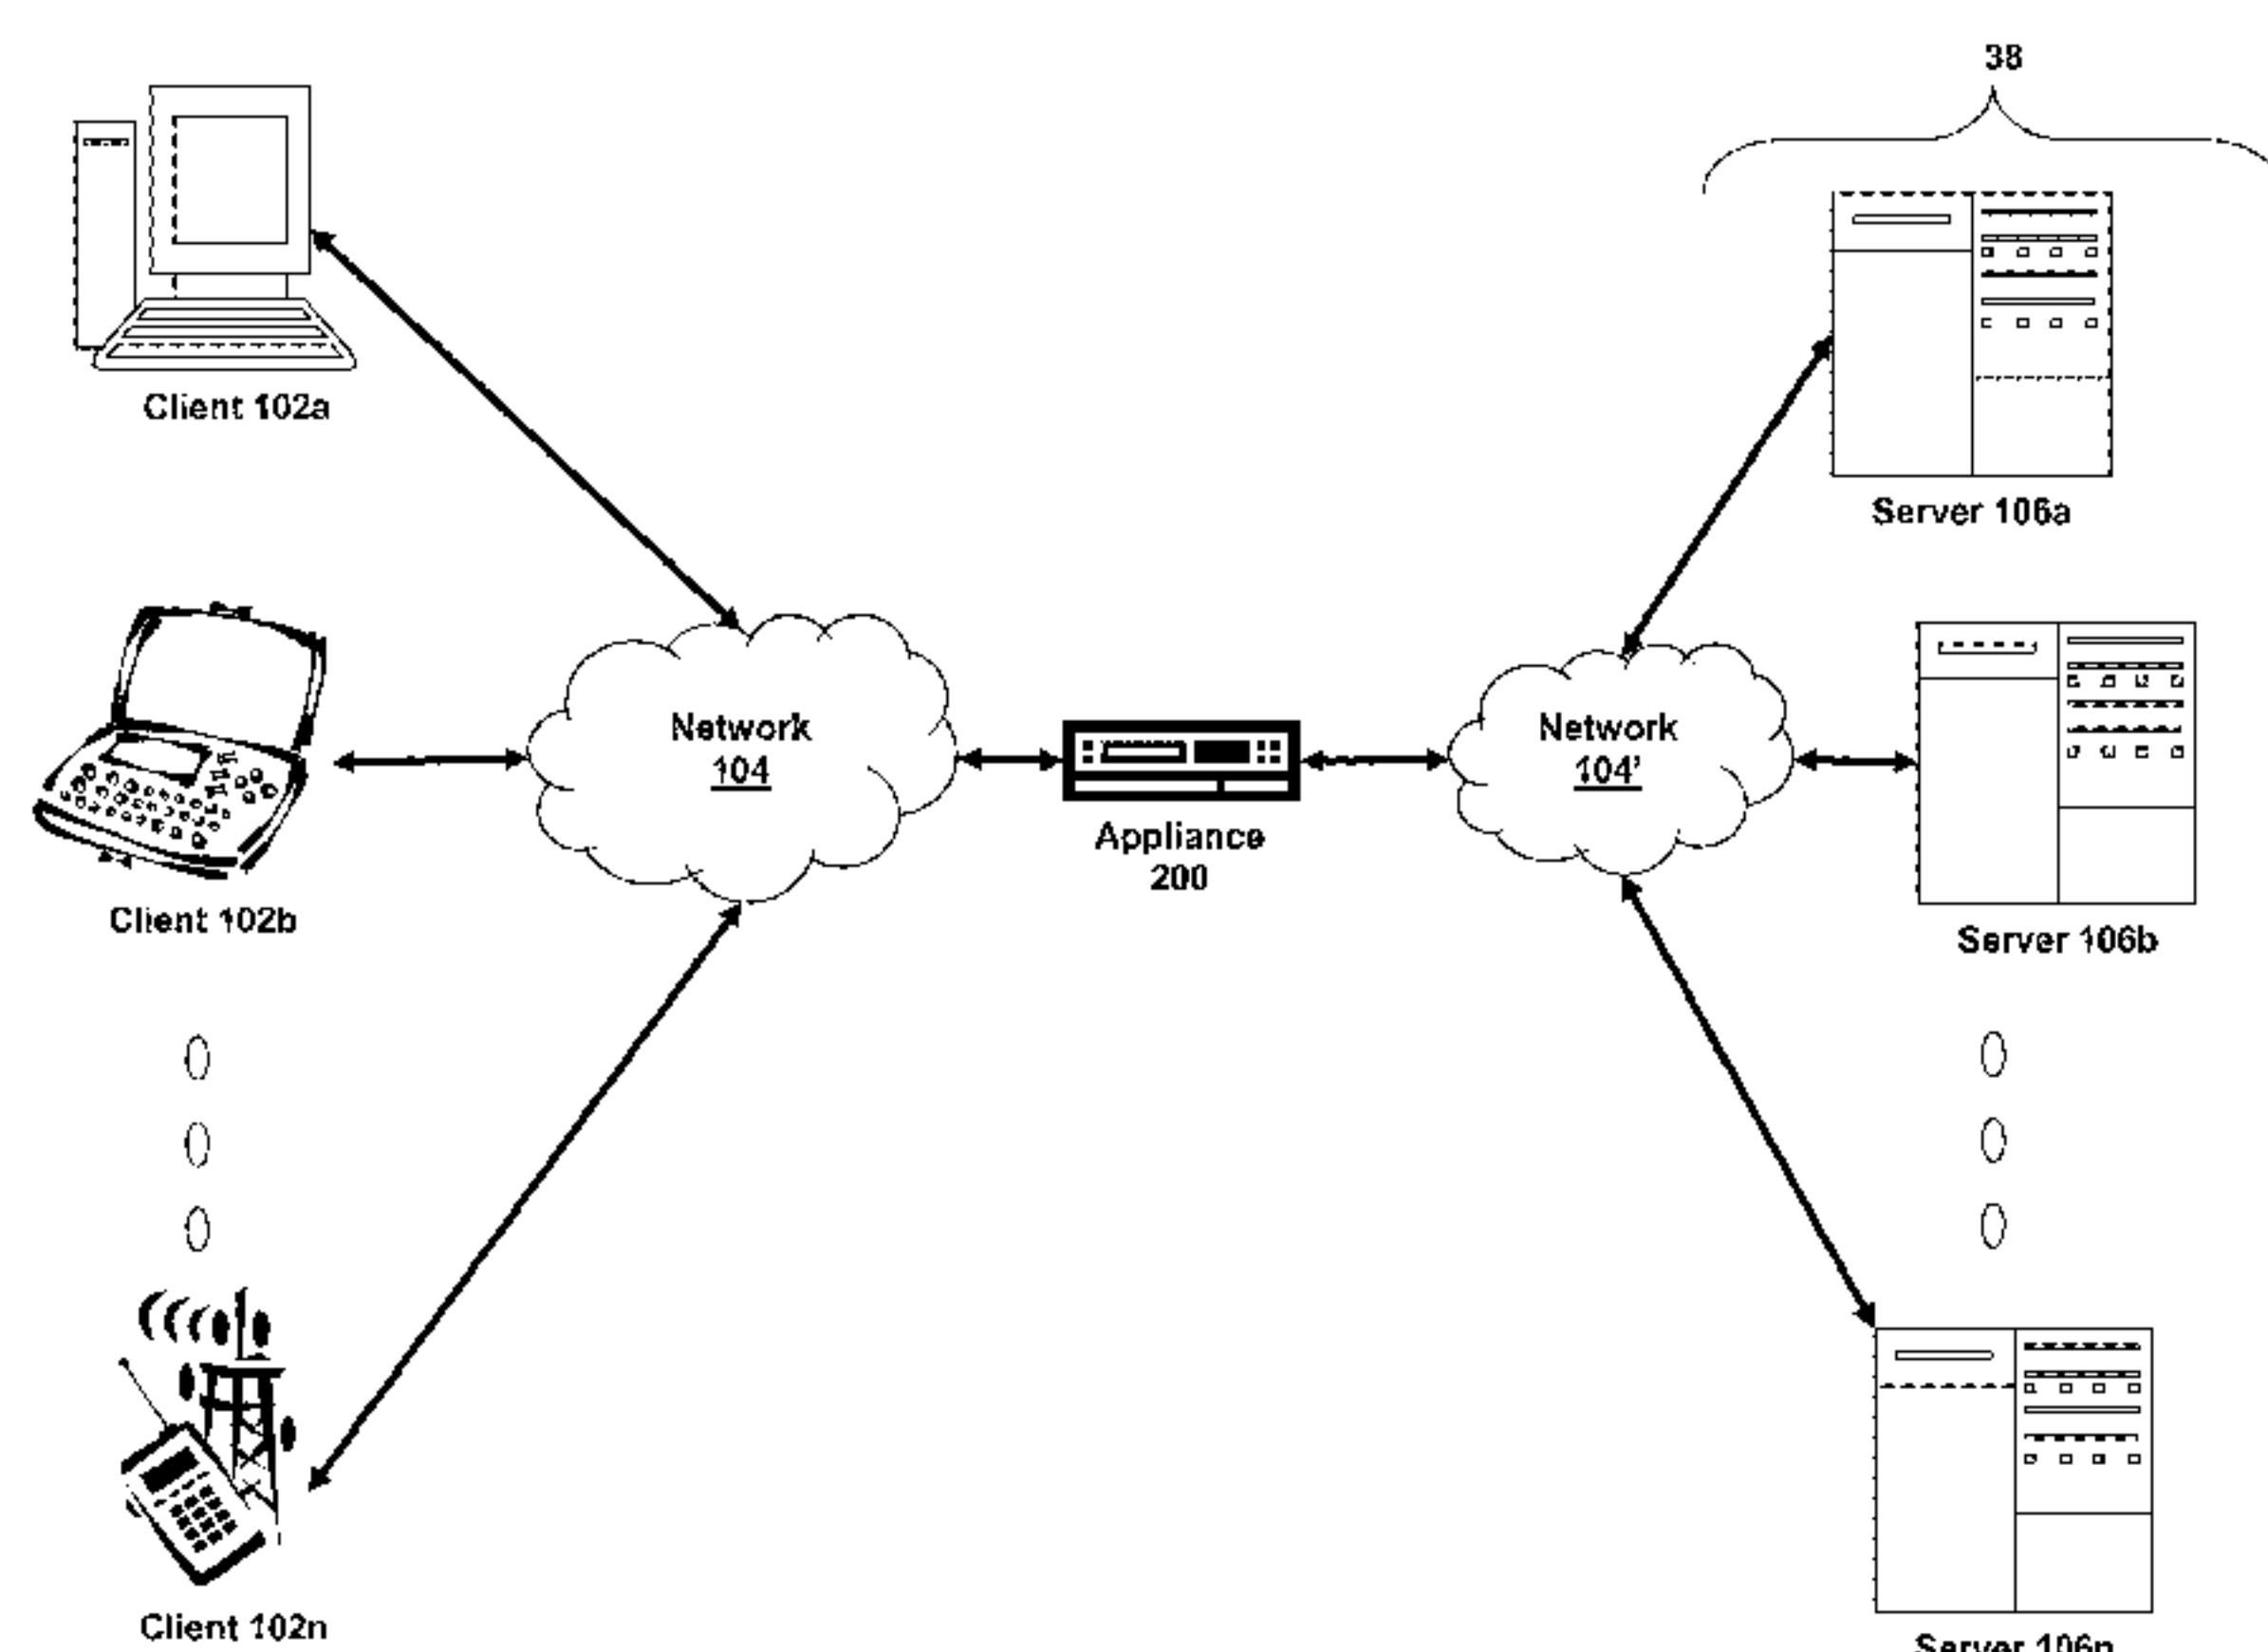 38
Client 102a
Server 106a
Network
104
Network
104'
Appliance
200
Client 102b
Server 106b
Client 102n
Server 106n